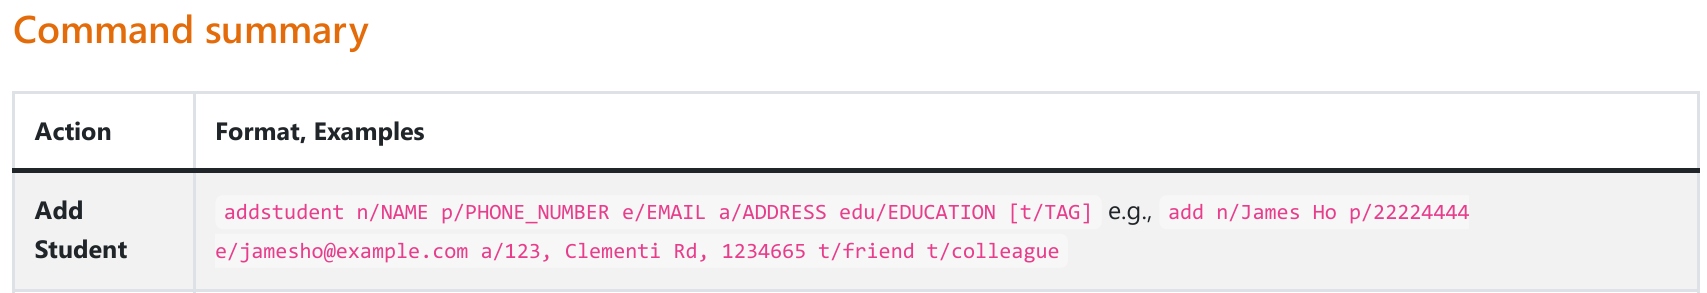 Command summary
Action
Format, Examples
Add
Student
addstudent n/NAME p/PHONE_NUMBER e/EMAIL a/ADDRESS edu/EDUCATION [t/TAG] e.g., add n/James Ho p/22224444
e/jamesho@example.com a/123, Clementi Rd, 1234665 t/friend t/colleague